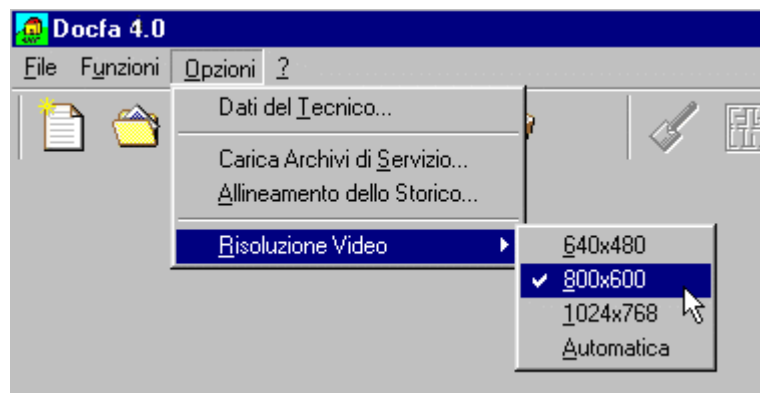 Docfa 4.0
File Funzioni Opzioni ?
Dati del Tecnico...
Carica Archivi di Servizio...
Allineamento dello Storico...
Risoluzione Video
640x480
800x600
1024x768
Automatica